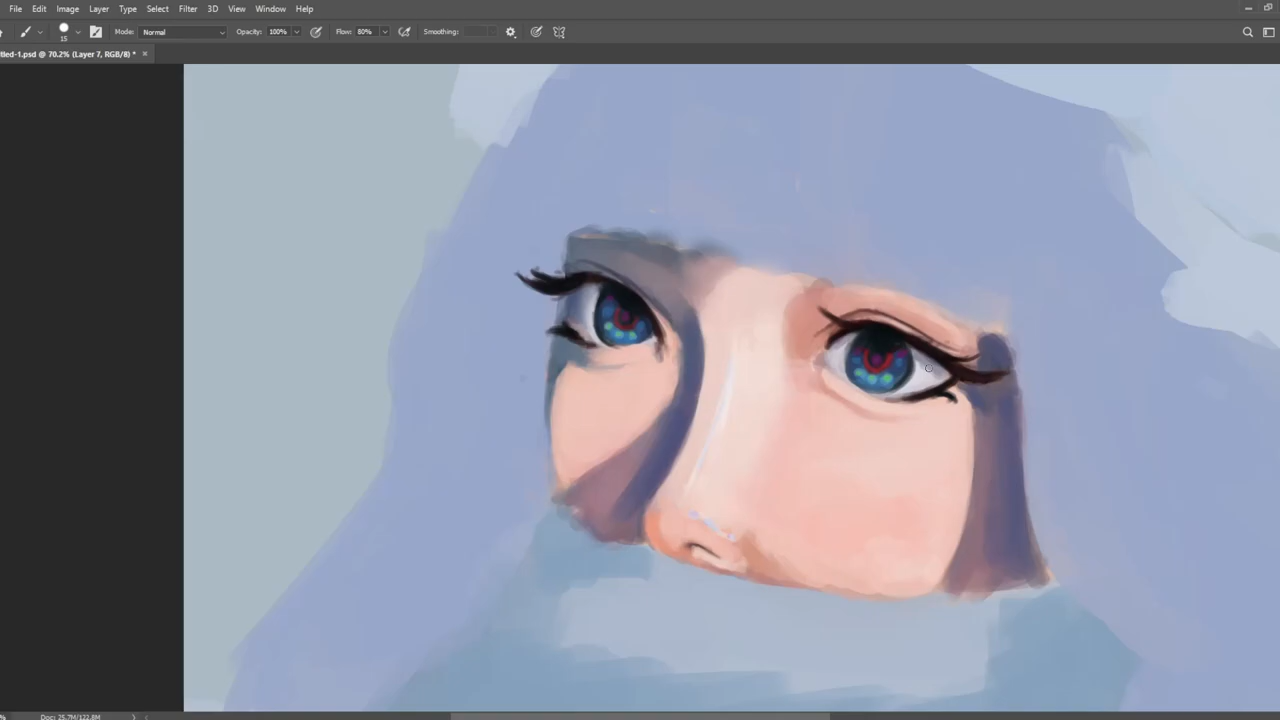 File Edit Image Layer Type Select Filter 3D View Window Help
15 Mode: Normal Opacity: 100% Flow: 80% Smoothing:
tled-1.psd @ 70.2% (Layer 7, RGB/8) *
% Doc: 25.7M/122.8M